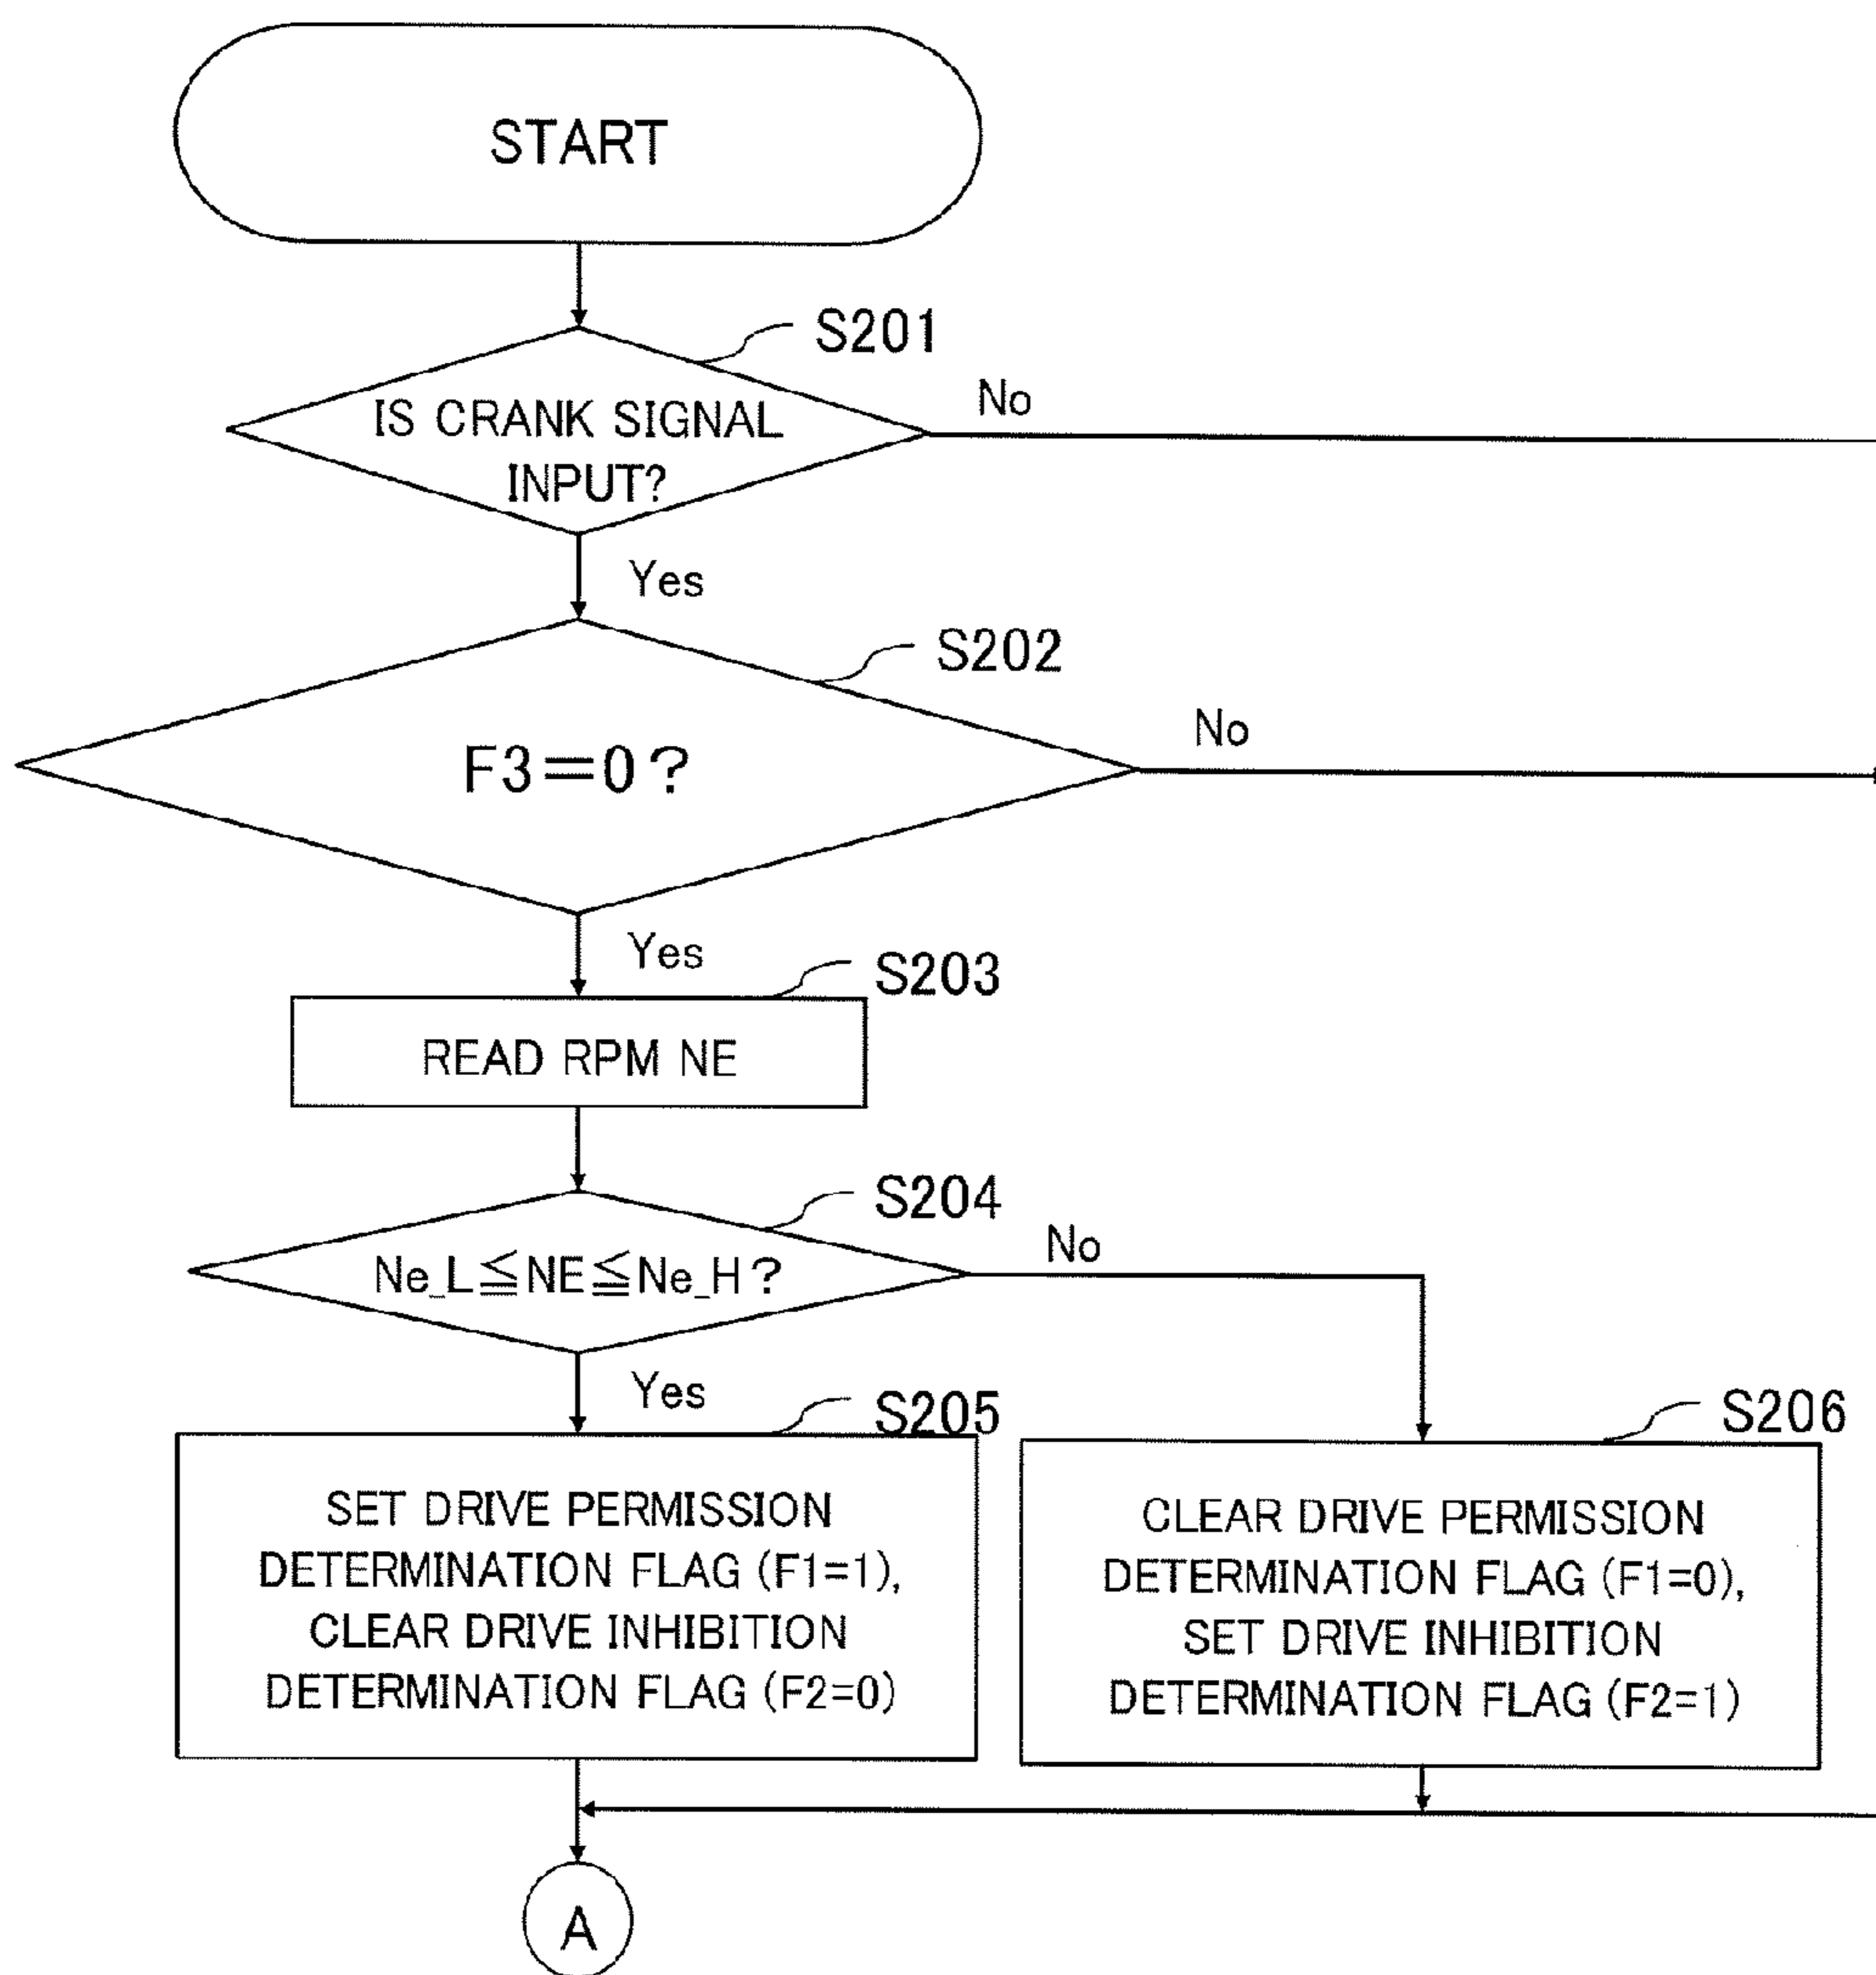 START
S201
IS CRANK SIGNAL
INPUT?
No
Yes
S202
F3=0?
No
Yes
S203
READ RPM NE
S204
Ne_L≦NE≦Ne_H?
No
Yes
S205
SET DRIVE PERMISSION
DETERMINATION FLAG (F1=1),
CLEAR DRIVE INHIBITION
DETERMINATION FLAG (F2=0)
S206
CLEAR DRIVE PERMISSION
DETERMINATION FLAG (F1=0),
SET DRIVE INHIBITION
DETERMINATION FLAG (F2=1)
A